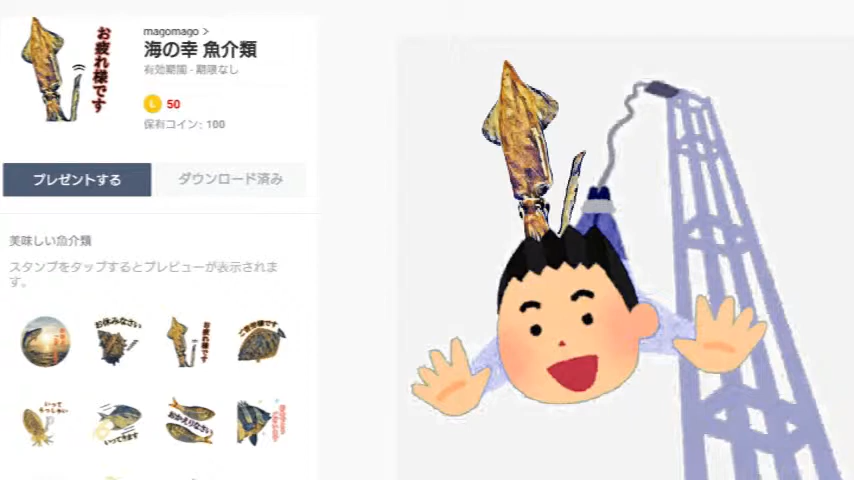 お疲れ様です
magomago >
海の幸 魚介類
有効期間 - 期限なし
L 50
保有コイン: 100
プレゼントする
ダウンロード済み
美味しい魚介類
スタンプをタップするとプレビューが表示されま
す。
お休みなさい
お疲れ様です
ご苦労様です
いって
らっしゃい
いってきます
おかえりなさい